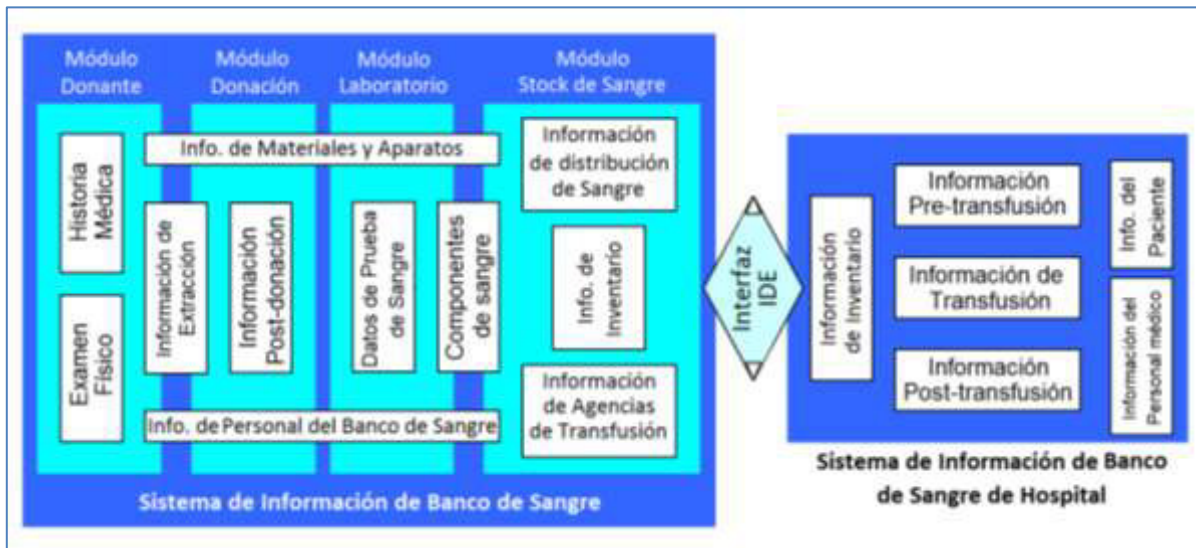 Módulo
Donante
Módulo
Donación
Módulo
Laboratorio
Módulo
Stock de Sangre
Historia
Médica
Examen
Físico
Info. de Materiales y Aparatos
Información de
Extracción
Información
Post-donación
Datos de Prueba
de Sangre
Componentes
de sangre
Info. de Personal del Banco de Sangre
Información
de distribución
de Sangre
Info. de
Inventario
Información
de Agencias
de Transfusión
Sistema de Información de Banco de Sangre
Interfaz
IDE
Información
de Inventario
Información
Pre-transfusión
Información de
Transfusión
Información
Post-transfusión
Info. del
Paciente
Información del
Personal médico
Sistema de Información de Banco
de Sangre de Hospital